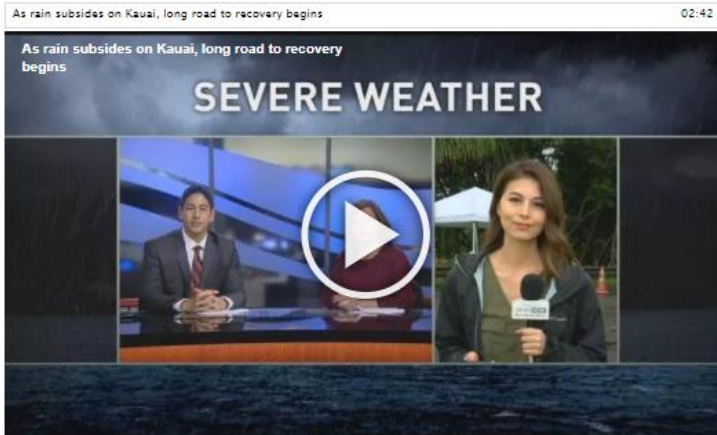 As rain subsides on Kauai, long road to recovery begins 02:42
As rain subsides on Kauai, long road to recovery
begins
SEVERE WEATHER